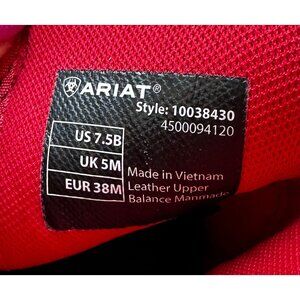 ARIAT®
Style: 10038430
4500094120
US 7.5B
UK 5M
EUR 38M
Made in Vietnam
Leather Upper
Balance Manmade